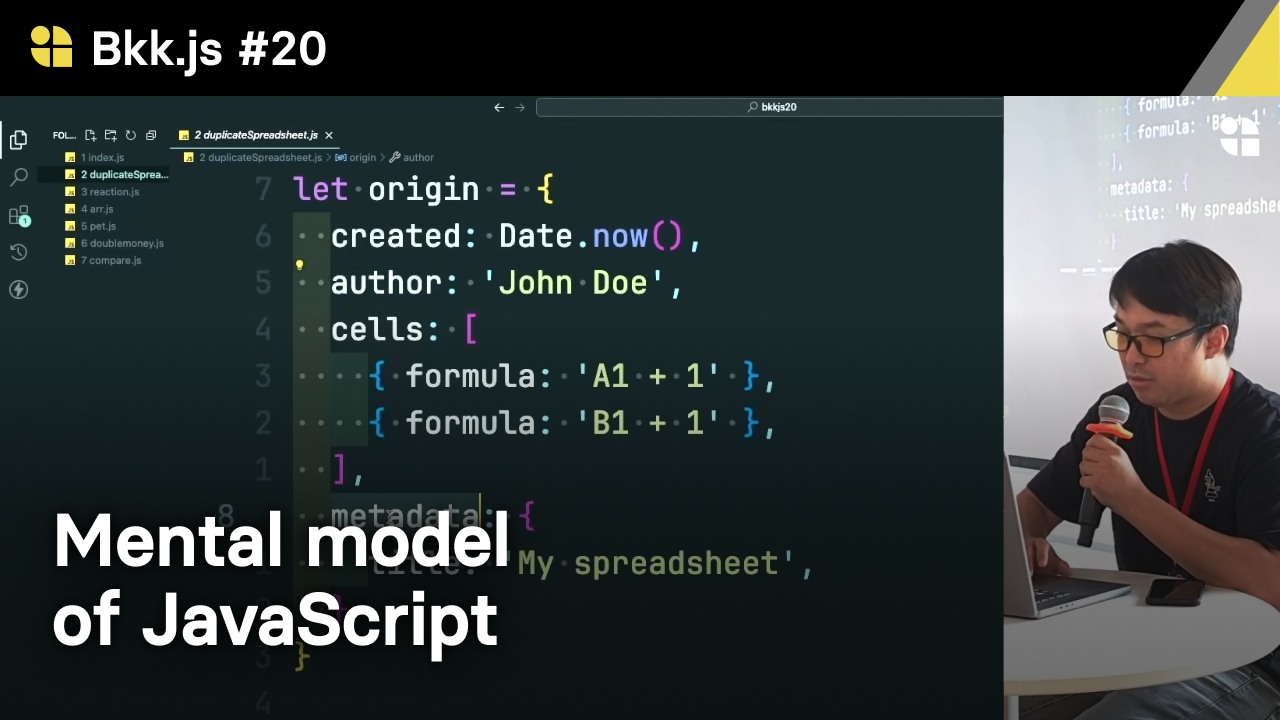 Bkk.js #20
bkkjs20
FOL...
2 duplicateSpreadsheet.js
1 index.js
2 duplicateSpreadsheet.js > origin > author
2 duplicateSprea...
3 reaction.js
4 arr.js
5 pet.js
6 doublemoney.js
7 compare.js
1
7 let origin = {
6 created: Date.now(),
5 author: 'John Doe',
4 cells: [
3 { formula: 'A1 + 1' },
2 { formula: 'B1 + 1' },
1 ],
8 metadata: {
title: 'My spreadsheet',
}
3 }
4
Mental model
of JavaScript
{ formula:
{ formula: 'B1 + 1'
],
metadata: {
title: 'My spreadshe
}